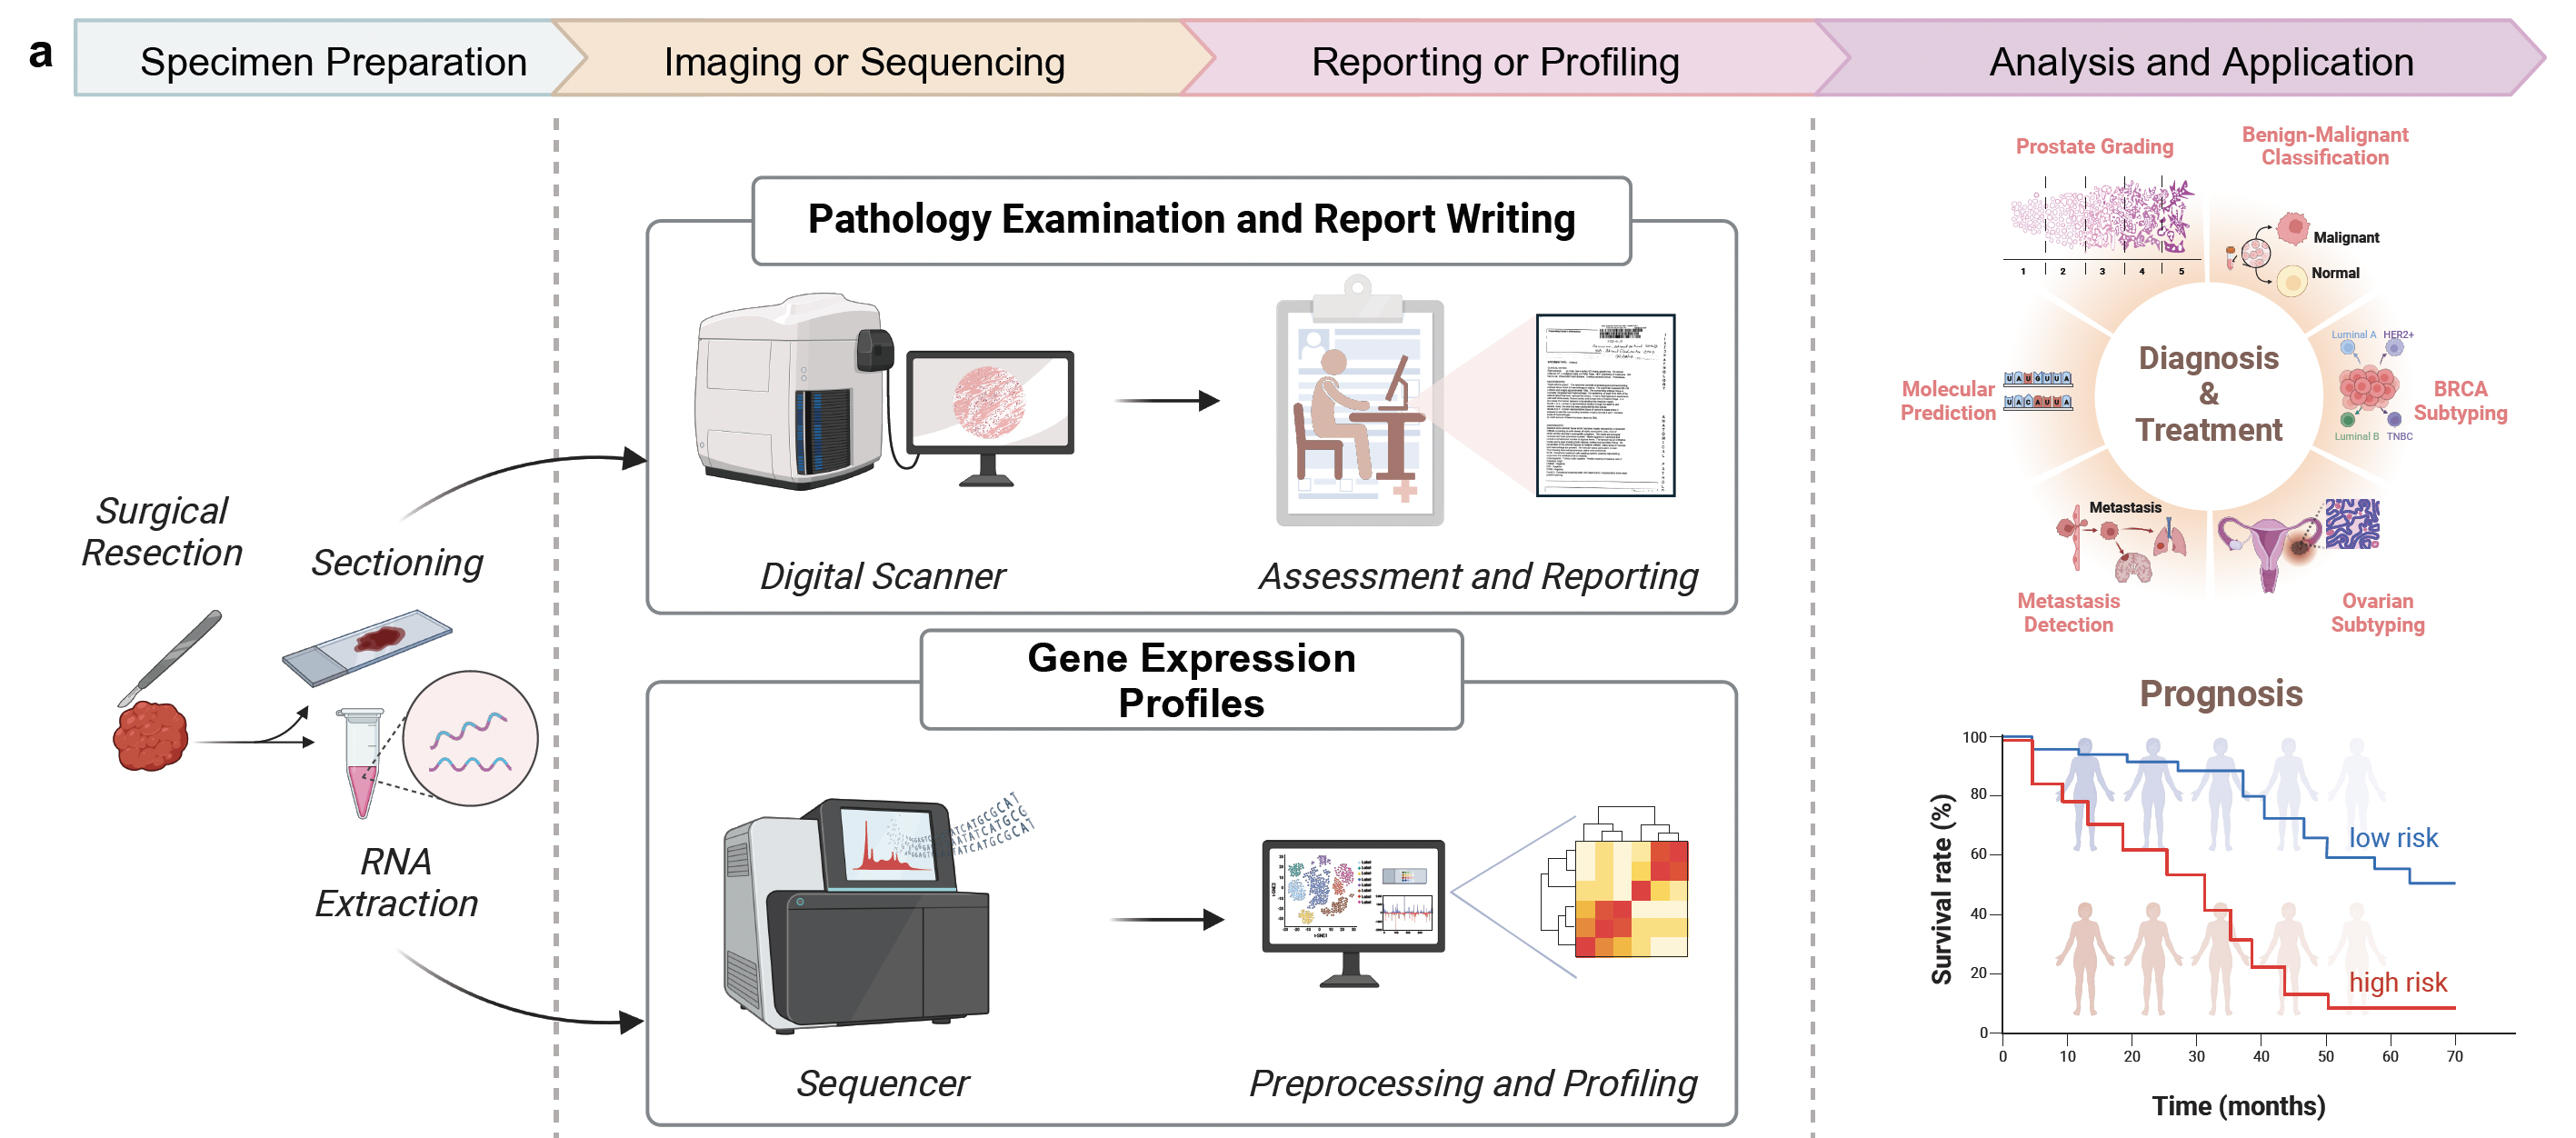 a
Specimen Preparation
Imaging or Sequencing
Reporting or Profiling
Analysis and Application
Surgical
Resection
Sectioning
RNA
Extraction
Pathology Examination and Report Writing
Digital Scanner
Assessment and Reporting
Gene Expression
Profiles
ATCATGCGCAT
AATATCATGCG
TATCATGCGCAT
Sequencer
Preprocessing and Profiling
Prostate Grading
1 2 3 4 5
Benign-Malignant
Classification
Malignant
Normal
Molecular
Prediction
U A U G U U A
U A C A U U A
Diagnosis
&
Treatment
Luminal A HER2+
Luminal B TNBC
BRCA
Subtyping
Metastasis
Metastasis
Detection
Ovarian
Subtyping
Prognosis
Survival rate (%)
100
80
60
40
20
0
low risk
high risk
0 10 20 30 40 50 60 70
Time (months)